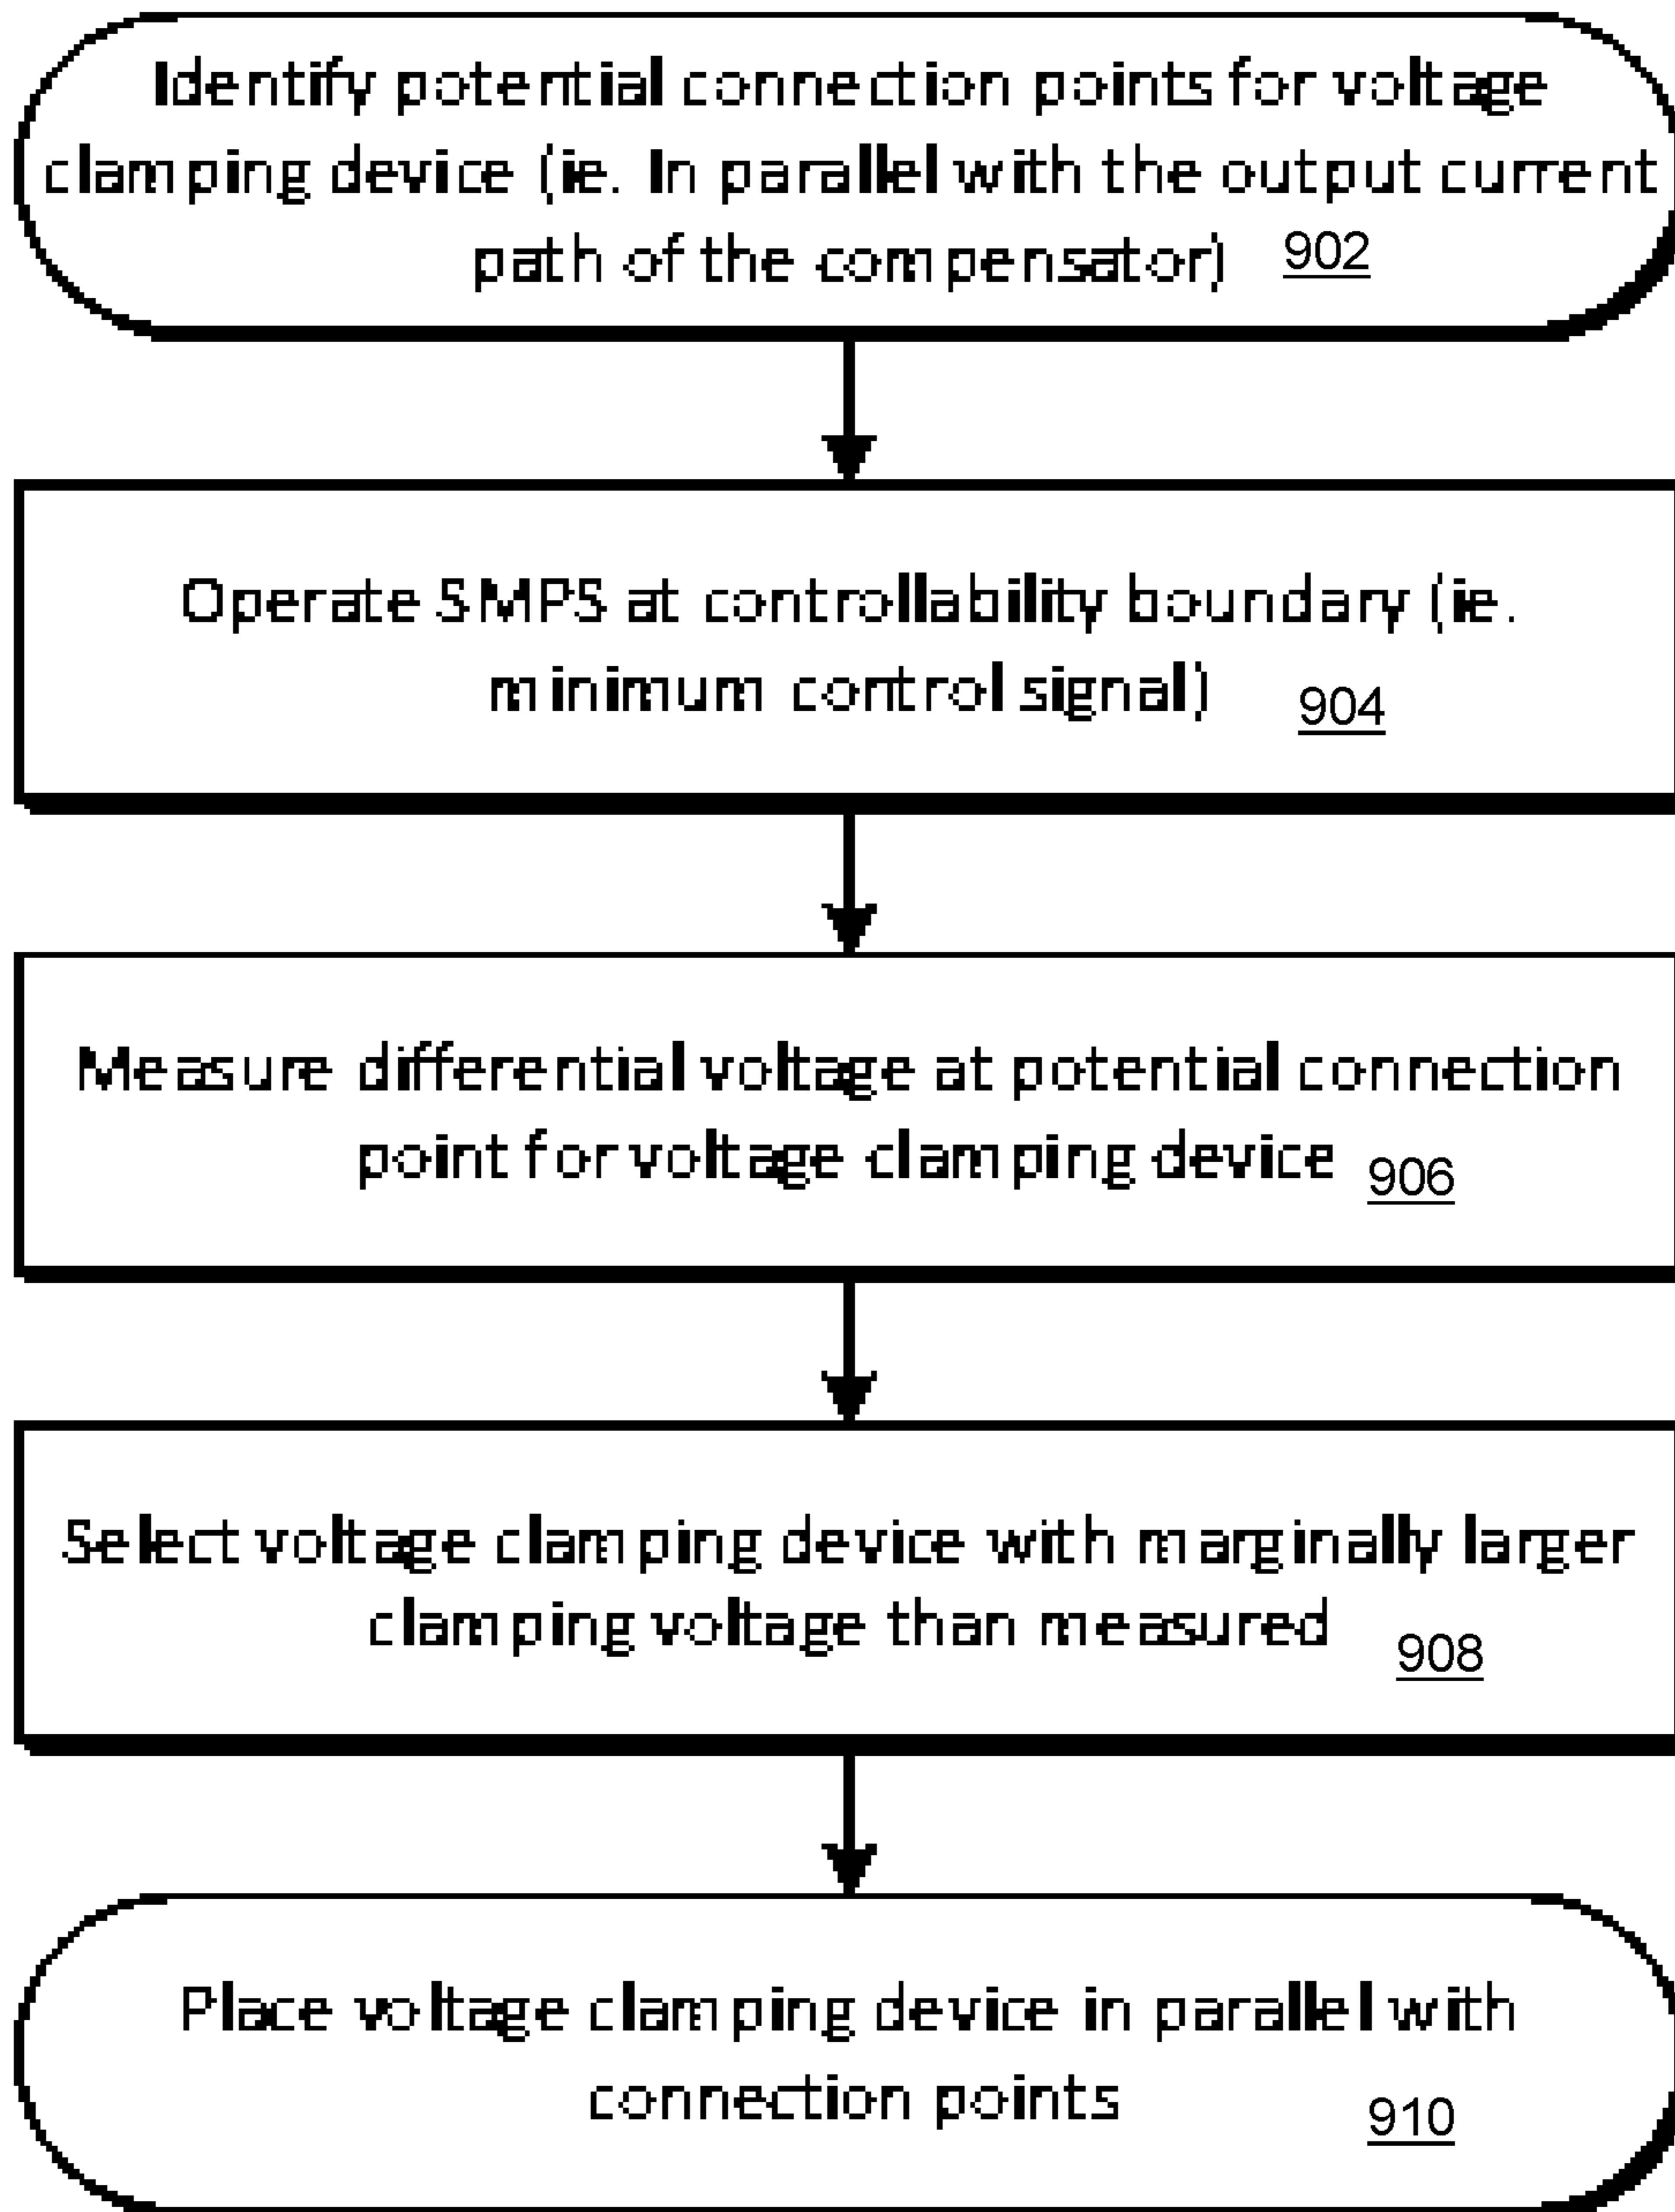 Identify potential connection points for voltage
clamping device (ie. In parallel with the output current
path of the compensator) 902
Operate SMPS at controllability boundary (ie.
minimum control signal) 904
Measure differential voltage at potential connection
point for voltage clamping device 906
Select voltage clamping device with marginally larger
clamping voltage than measured 908
Place voltage clamping device in parallel with
connection points 910